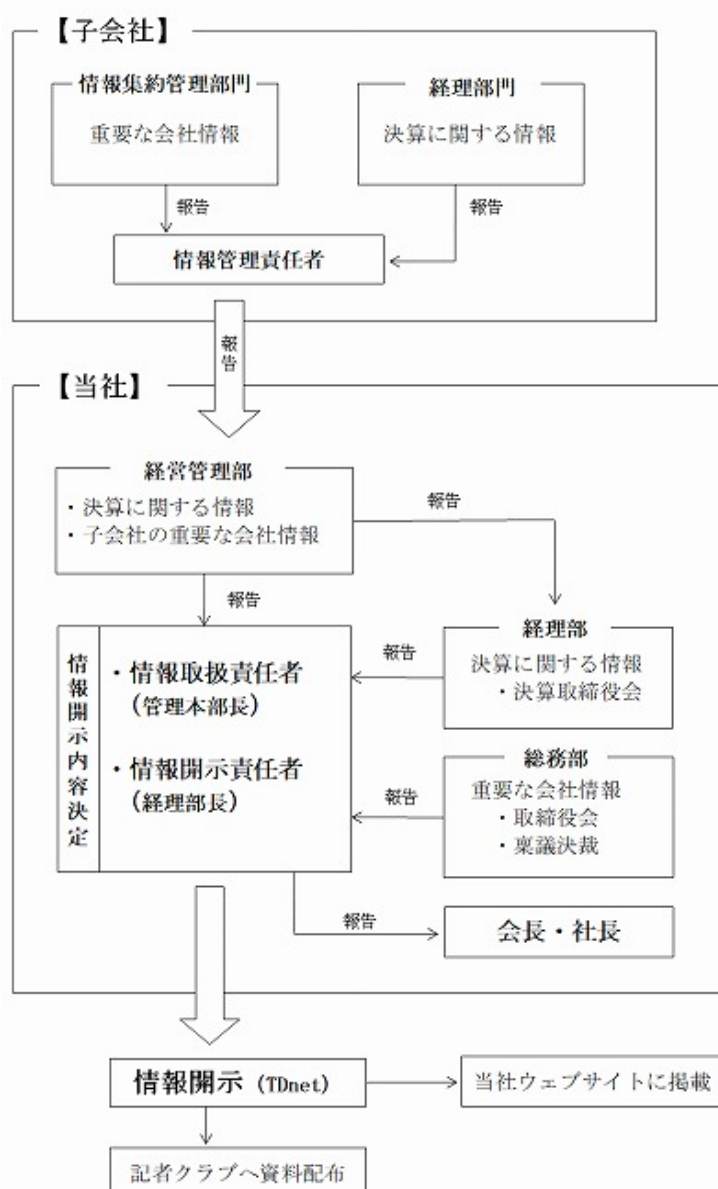 【子会社】
情報集約管理部門
重要な会社情報
経理部門
決算に関する情報
報告
報告
情報管理責任者
報告
【当社】
経営管理部
・決算に関する情報
・子会社の重要な会社情報
報告
報告
情報開示内容決定
・情報取扱責任者
(管理本部長)
・情報開示責任者
(経理部長)
報告
経理部
決算に関する情報
・決算取締役会
報告
総務部
重要な会社情報
・取締役会
・稟議決裁
報告
会長・社長
情報開示 (TDnet)
当社ウェブサイトに掲載
記者クラブへ資料配布